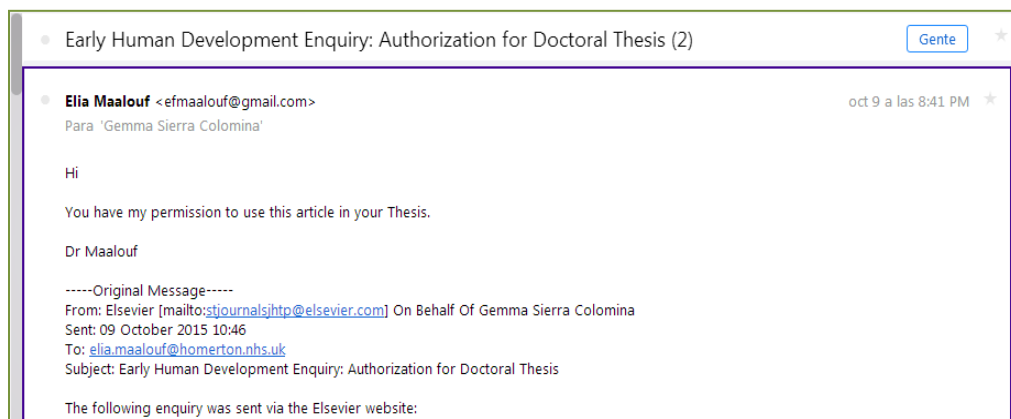 Early Human Development Enquiry: Authorization for Doctoral Thesis (2)
Gente
Elia Maalouf <efmaalouf@gmail.com>
oct 9 a las 8:41 PM
Para 'Gemma Sierra Colomina'
Hi
You have my permission to use this article in your Thesis.
Dr Maalouf
-----Original Message-----
From: Elsevier [mailto:stjournalsjhtp@elsevier.com] On Behalf Of Gemma Sierra Colomina
Sent: 09 October 2015 10:46
To: elia.maalouf@homerton.nhs.uk
Subject: Early Human Development Enquiry: Authorization for Doctoral Thesis
The following enquiry was sent via the Elsevier website: